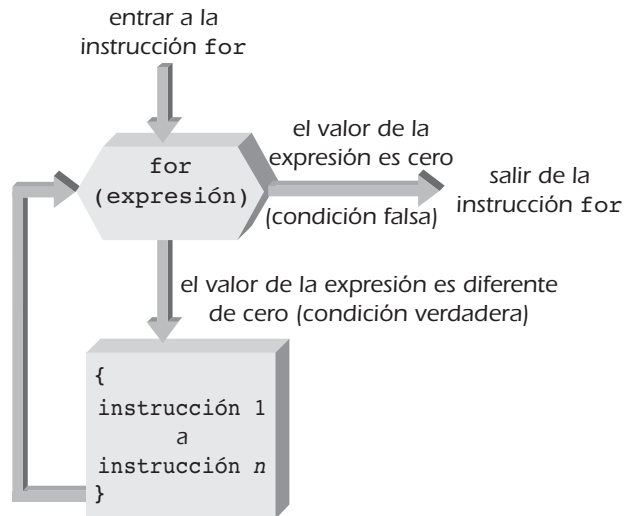 entrar a la
instrucción for
for
(expresión)
el valor de la
expresión es cero
(condición falsa)
salir de la
instrucción for
el valor de la expresión es diferente
de cero (condición verdadera)
{
instrucción 1
a
instrucción n
}